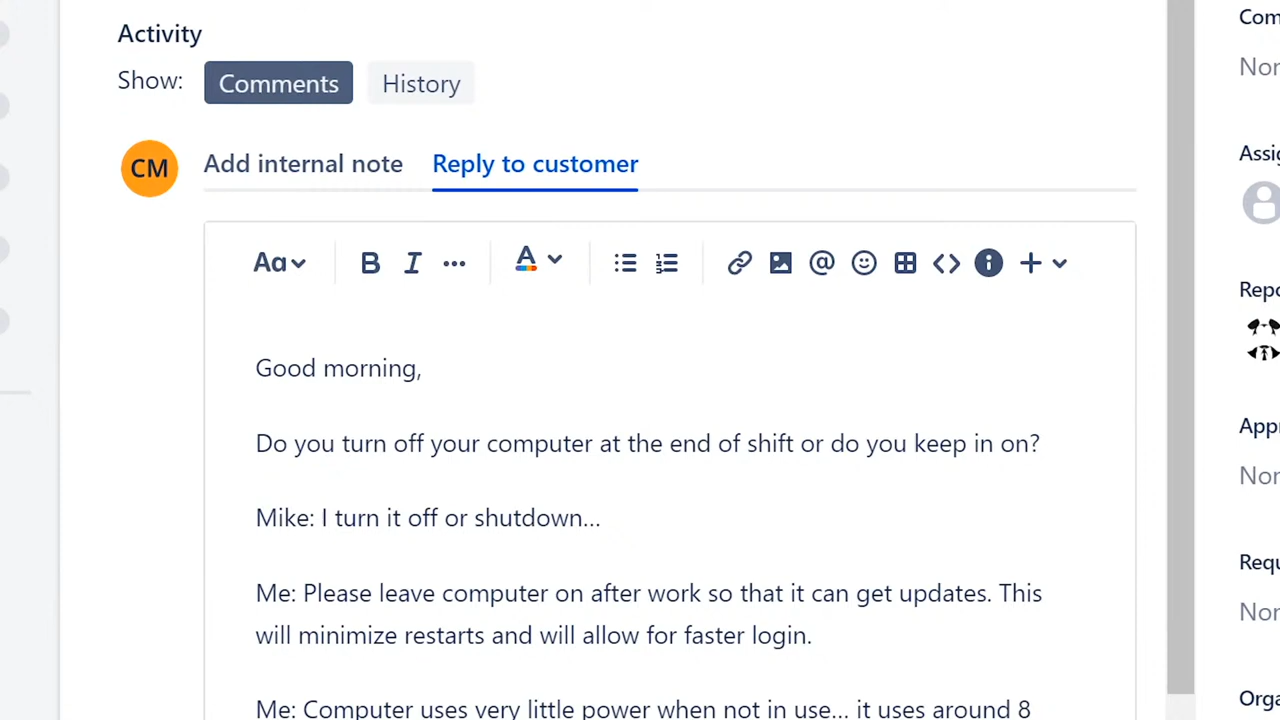 Activity
Show: Comments History
CM Add internal note Reply to customer
Aa B I ... A @ <> i +
Good morning,
Do you turn off your computer at the end of shift or do you keep in on?
Mike: I turn it off or shutdown...
Me: Please leave computer on after work so that it can get updates. This
will minimize restarts and will allow for faster login.
Me: Computer uses very little power when not in use... it uses around 8
Com
Nor
Assig
Repo
Appr
Nor
Requ
Nor
Orga